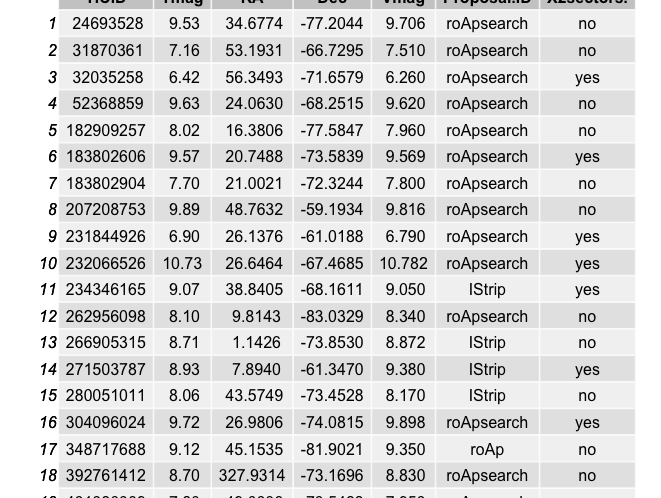 1 24693528 9.53 34.6774 -77.2044 9.706 roApsearch no
2 31870361 7.16 53.1931 -66.7295 7.510 roApsearch no
3 32035258 6.42 56.3493 -71.6579 6.260 roApsearch yes
4 52368859 9.63 24.0630 -68.2515 9.620 roApsearch no
5 182909257 8.02 16.3806 -77.5847 7.960 roApsearch no
6 183802606 9.57 20.7488 -73.5839 9.569 roApsearch yes
7 183802904 7.70 21.0021 -72.3244 7.800 roApsearch no
8 207208753 9.89 48.7632 -59.1934 9.816 roApsearch no
9 231844926 6.90 26.1376 -61.0188 6.790 roApsearch yes
10 232066526 10.73 26.6464 -67.4685 10.782 roApsearch yes
11 234346165 9.07 38.8405 -68.1611 9.050 IStrip yes
12 262956098 8.10 9.8143 -83.0329 8.340 roApsearch no
13 266905315 8.71 1.1426 -73.8530 8.872 IStrip no
14 271503787 8.93 7.8940 -61.3470 9.380 IStrip yes
15 280051011 8.06 43.5749 -73.4528 8.170 IStrip no
16 304096024 9.72 26.9806 -74.0815 9.898 roApsearch yes
17 348717688 9.12 45.1535 -81.9021 9.350 roAp no
18 392761412 8.70 327.9314 -73.1696 8.830 roApsearch no